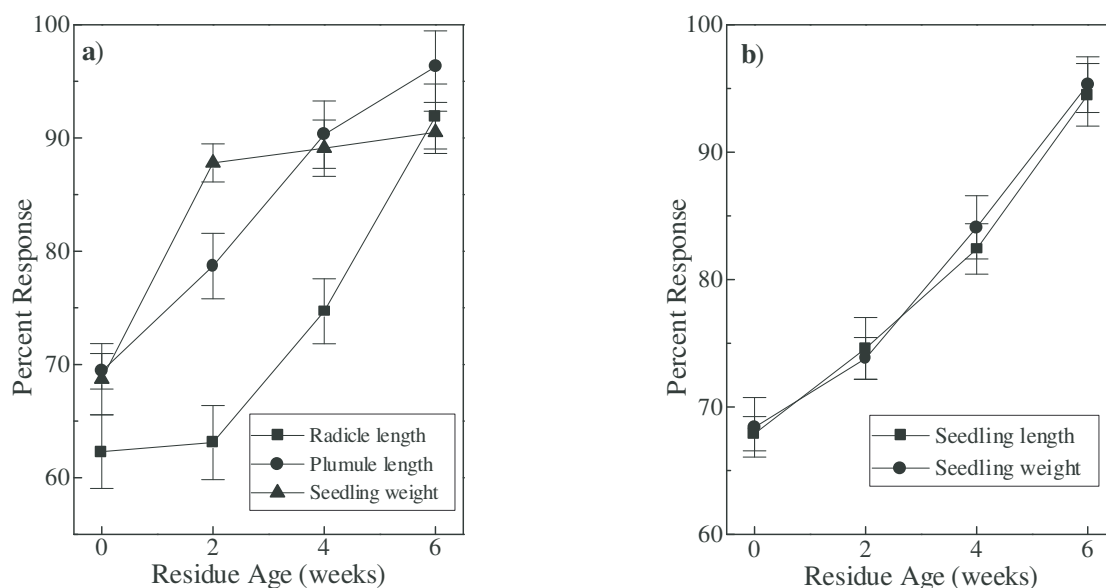 a)
100
90
80
70
60
Percent Response
Radicle length
Plumule length
Seedling weight
0 2 4 6
Residue Age (weeks)
b)
100
90
80
70
60
Percent Response
Seedling length
Seedling weight
0 2 4 6
Residue Age (weeks)